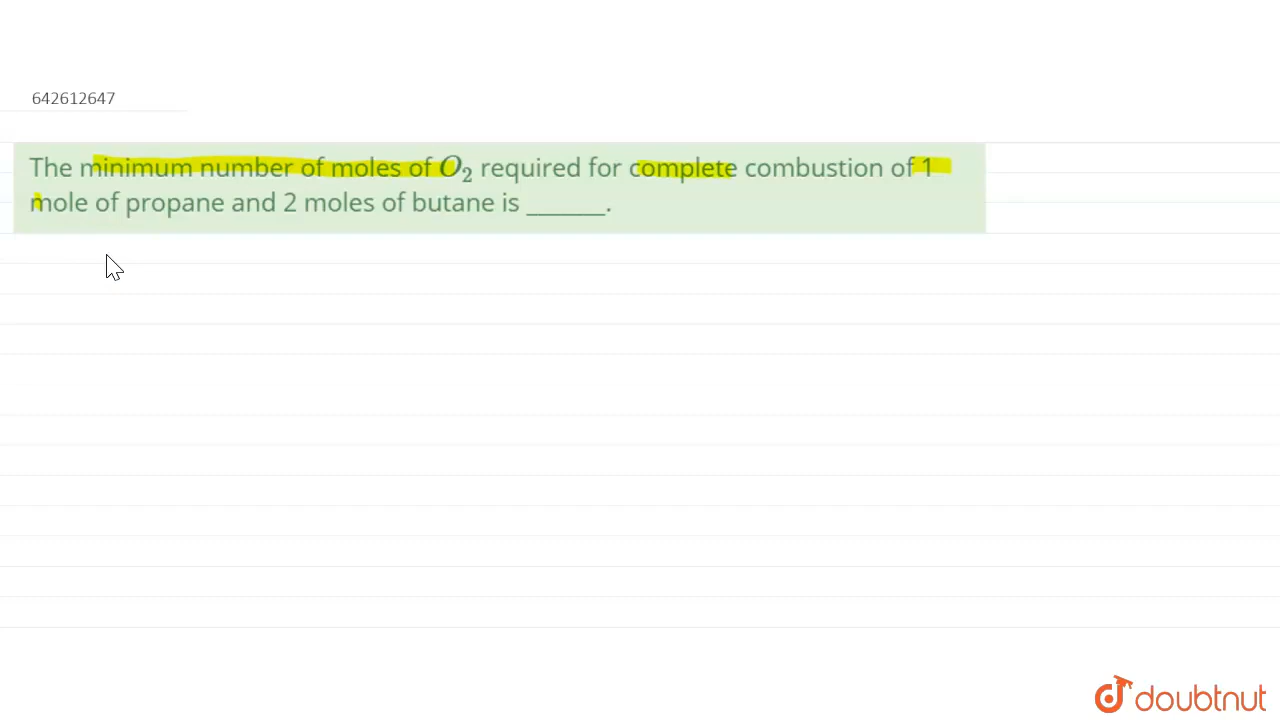 642612647
The minimum number of moles of O₂ required for complete combustion of 1
mole of propane and 2 moles of butane is ______.
doubtnut